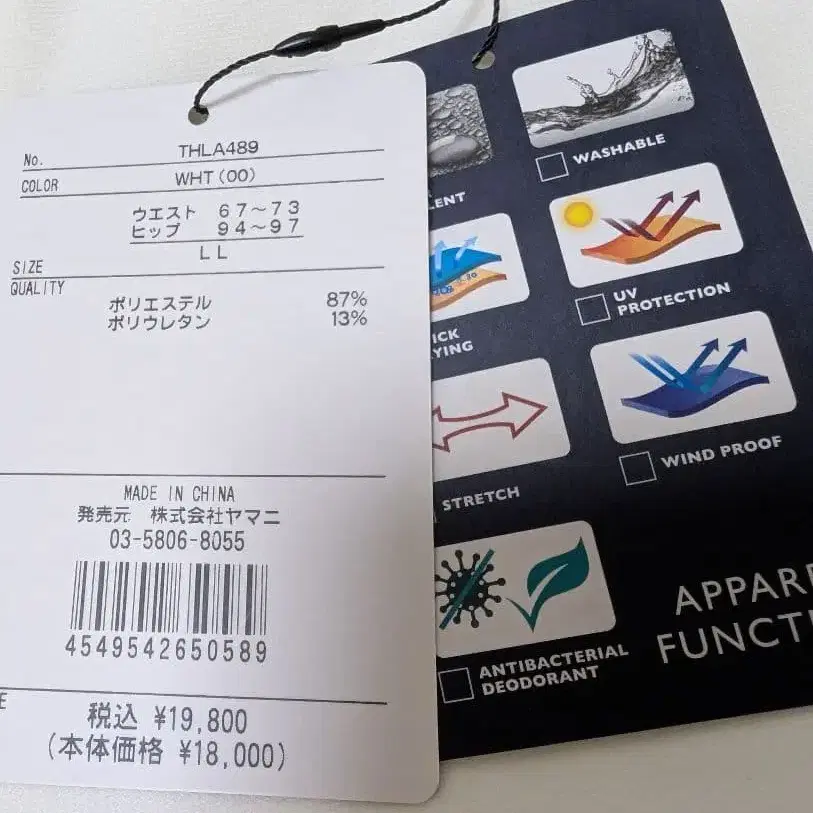 No. THLA489
COLOR WHT(00)
ウエスト 67～73
ヒップ 94～97
SIZE LL
QUALITY
ポリエステル 87%
ポリウレタン 13%
MADE IN CHINA
発売元 株式会社ヤマニ
03-5806-8055
4549542650589
税込 ¥19,800
(本体価格 ¥18,000)
WASHABLE
UV
PROTECTION
WIND PROOF
STRETCH
ANTIBACTERIAL
DEODORANT